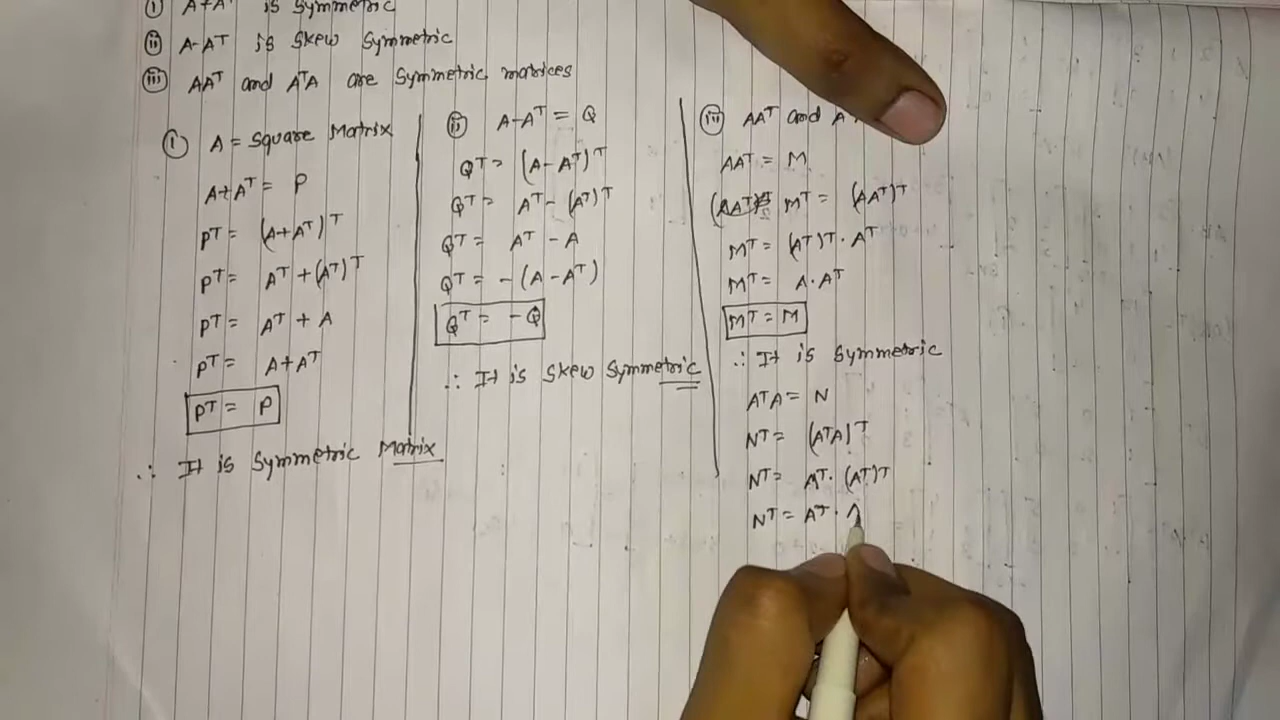 ⓘ A+Aᵀ is Symmetric
ⓘⓘ A-Aᵀ is Skew Symmetric
ⓘⓘⓘ AAᵀ and AᵀA are Symmetric matrices
ⓘ A = Square Matrix
A+Aᵀ = P
Pᵀ = (A+Aᵀ)ᵀ
Pᵀ = Aᵀ+(Aᵀ)ᵀ
Pᵀ = Aᵀ + A
Pᵀ = A+Aᵀ
Pᵀ = P
∴ It is Symmetric Matrix
ⓘⓘ A-Aᵀ = Q
Qᵀ = (A-Aᵀ)ᵀ
Qᵀ = Aᵀ-(Aᵀ)ᵀ
Qᵀ = Aᵀ-A
Qᵀ = -(A-Aᵀ)
Qᵀ = -Q
∴ It is Skew Symmetric
ⓘⓘⓘ AAᵀ and A
AAᵀ = M
Mᵀ = (AAᵀ)ᵀ
Mᵀ = (Aᵀ)ᵀ. Aᵀ
Mᵀ = A.Aᵀ
Mᵀ = M
∴ It is Symmetric
AᵀA = N
Nᵀ = (AᵀA)ᵀ
Nᵀ = Aᵀ.(Aᵀ)ᵀ
Nᵀ = Aᵀ.